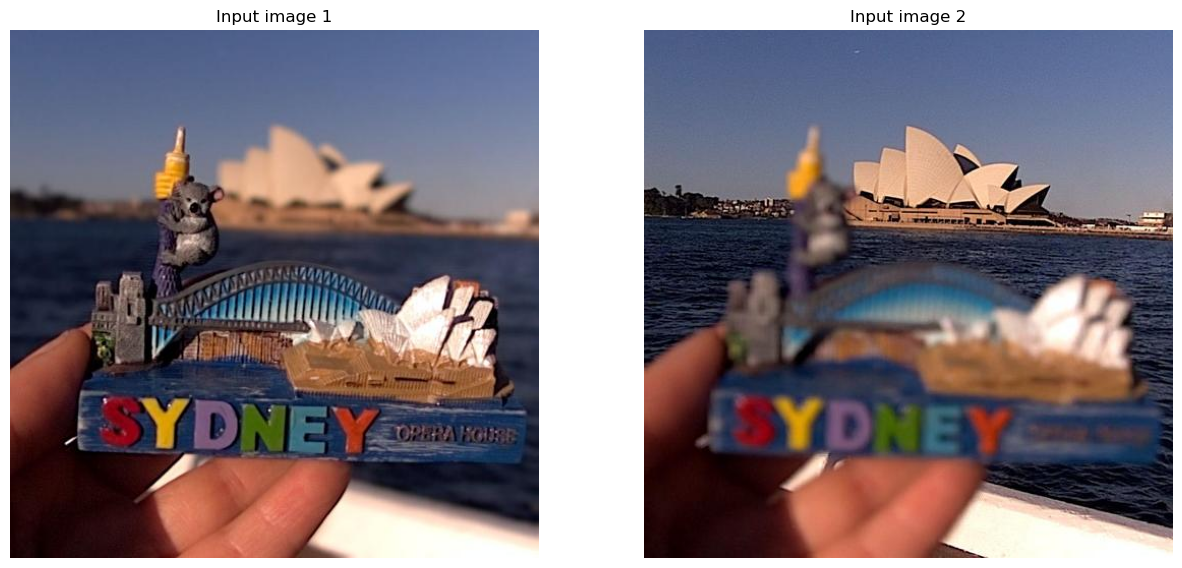 Input image 1
Input image 2
SYDNEY
OPERA HOUSE
SYDNEY